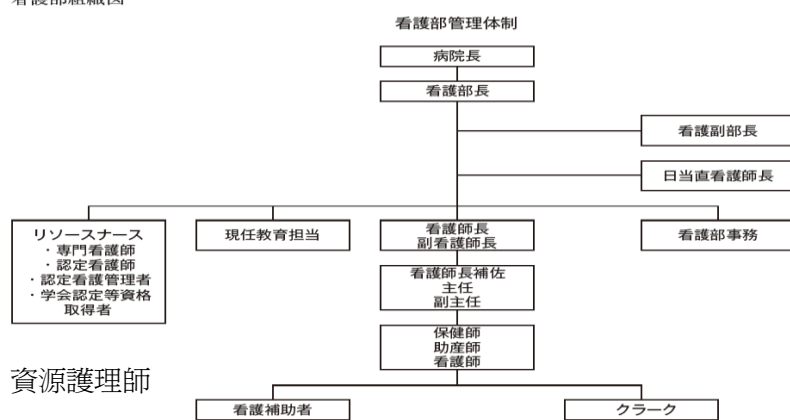 看護部組織図
看護部管理体制
病院長
看護部長
看護副部長
日当直看護師長
リソースナース
・専門看護師
・認定看護師
・認定看護管理者
・学会認定等資格
取得者
現任教育担当
看護師長
副看護師長
看護部事務
看護師長補佐
主任
副主任
保健師
助産師
看護師
資源護理師
看護補助者
クラーク